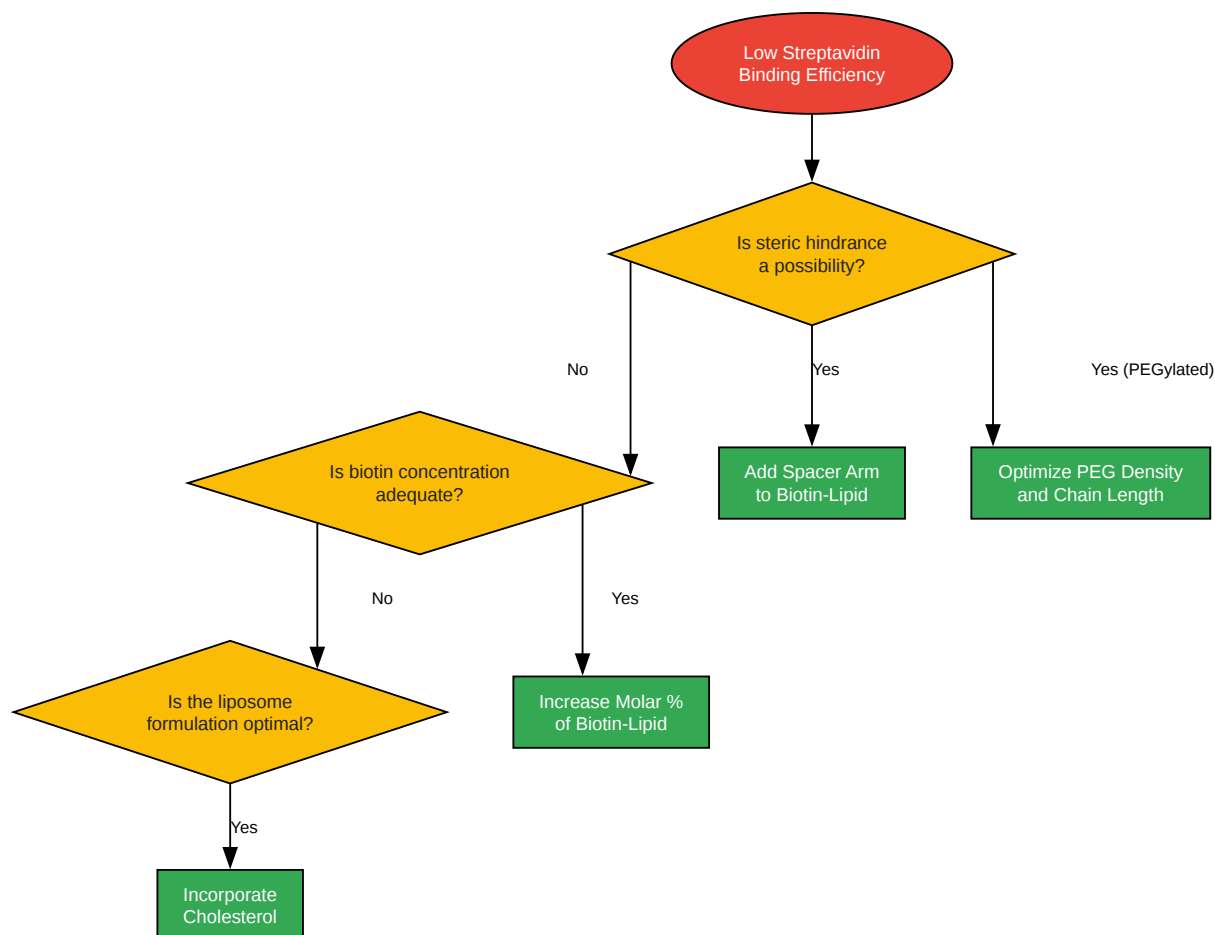 Low Streptavidin
Binding Efficiency
Is steric hindrance
a possibility?
No
Yes
Yes (PEGylated)
Is biotin concentration
adequate?
Add Spacer Arm
to Biotin-Lipid
Optimize PEG Density
and Chain Length
No
Yes
Is the liposome
formulation optimal?
Increase Molar %
of Biotin-Lipid
Yes
Incorporate
Cholesterol